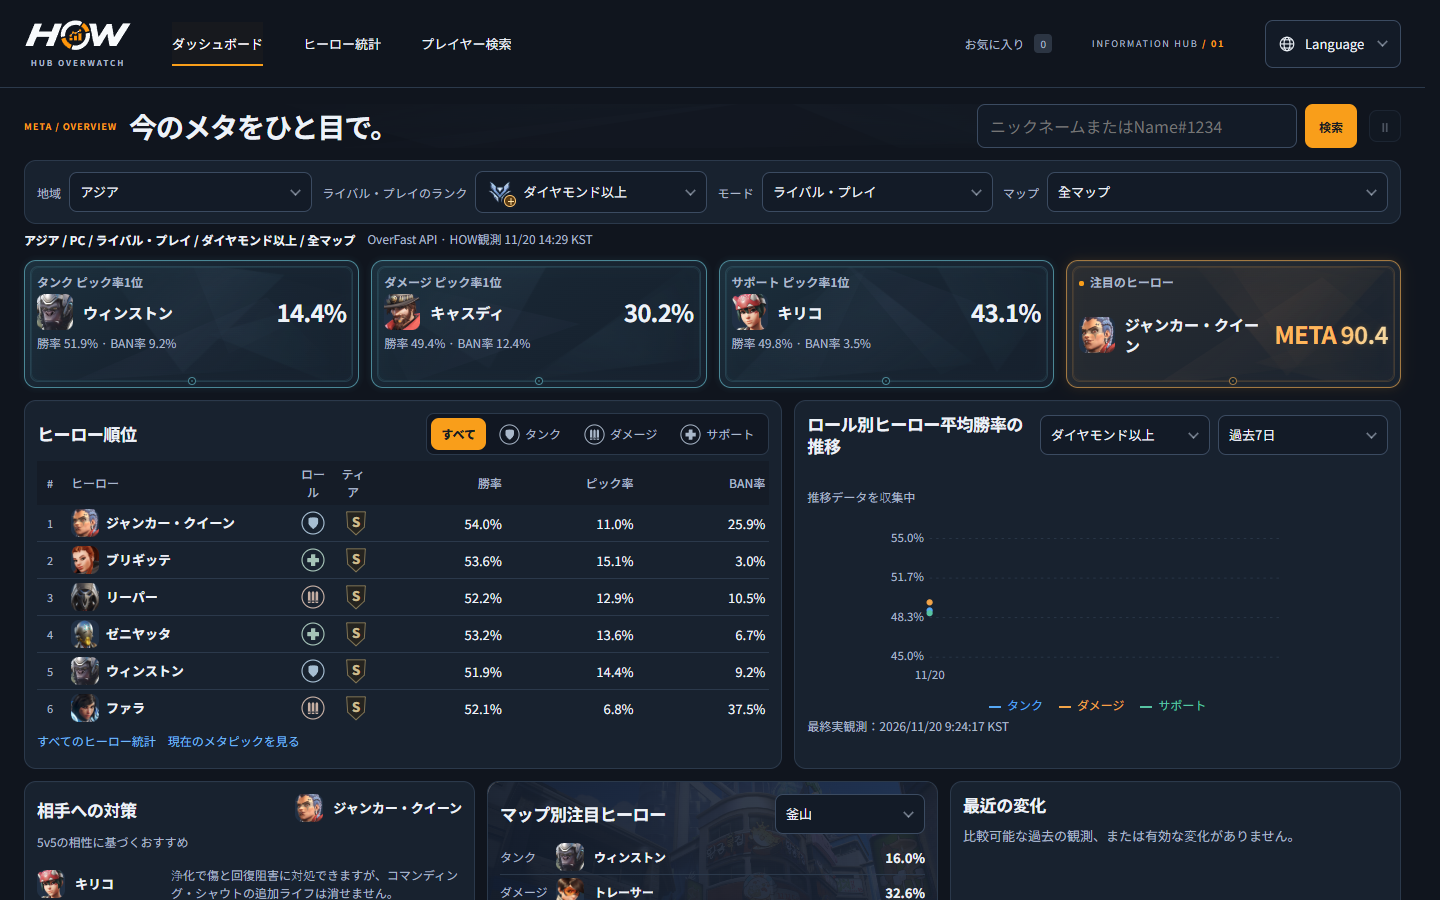 HOW
HUB OVERWATCH
ダッシュボード
ヒーロー統計
プレイヤー検索
お気に入り 0
INFORMATION HUB / 01
Language
META / OVERVIEW
今のメタをひと目で。
ニックネームまたはName#1234
検索
地域
アジア
ライバル・プレイのランク
ダイヤモンド以上
モード
ライバル・プレイ
マップ
全マップ
アジア / PC / ライバル・プレイ / ダイヤモンド以上 / 全マップ
OverFast API · HOW観測 11/20 14:29 KST
タンク ピック率1位
ウィンストン
14.4%
勝率 51.9% · BAN率 9.2%
ダメージ ピック率1位
キャスディ
30.2%
勝率 49.4% · BAN率 12.4%
サポート ピック率1位
キリコ
43.1%
勝率 49.8% · BAN率 3.5%
注目のヒーロー
ジャンカー・クイー
ン
META 90.4
ヒーロー順位
すべて
タンク
ダメージ
サポート
# ヒーロー ロー ル ティ ア 勝率 ピック率 BAN率
1 ジャンカー・クイーン S 54.0% 11.0% 25.9%
2 ブリギッテ S 53.6% 15.1% 3.0%
3 リーパー S 52.2% 12.9% 10.5%
4 ゼニヤッタ S 53.2% 13.6% 6.7%
5 ウィンストン S 51.9% 14.4% 9.2%
6 ファラ S 52.1% 6.8% 37.5%
すべてのヒーロー統計
現在のメタピックを見る
ロール別ヒーロー平均勝率の
推移
ダイヤモンド以上
過去7日
推移データを収集中
55.0%
51.7%
48.3%
45.0%
11/20
タンク
ダメージ
サポート
最終実観測：2026/11/20 9:24:17 KST
相手への対策
ジャンカー・クイーン
5v5の相性に基づくおすすめ
キリコ
浄化で傷と回復阻害に対処できますが、コマンディン
グ・シャウトの追加ライフは消せません。
マップ別注目ヒーロー
釜山
タンク ウィンストン 16.0%
ダメージ トレーサー 32.6%
最近の変化
比較可能な過去の観測、または有効な変化がありません。